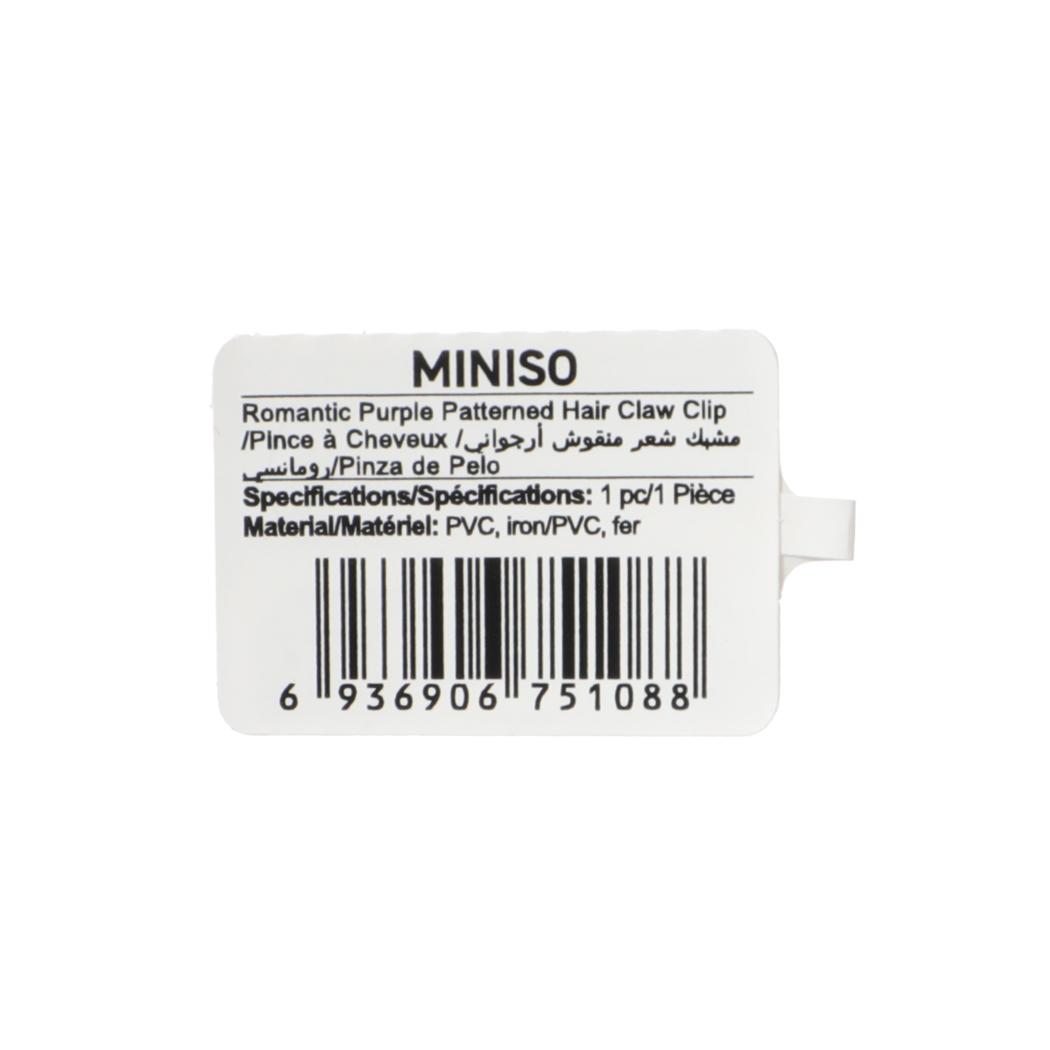 MINISO
Romantic Purple Patterned Hair Claw Clip
/Pince à Cheveux /مشبك شعر منقوش أرجواني
رومانسي/Pinza de Pelo
Specifications/Spécifications: 1 pc/1 Pièce
Material/Matériel: PVC, iron/PVC, fer
6 936906 751088